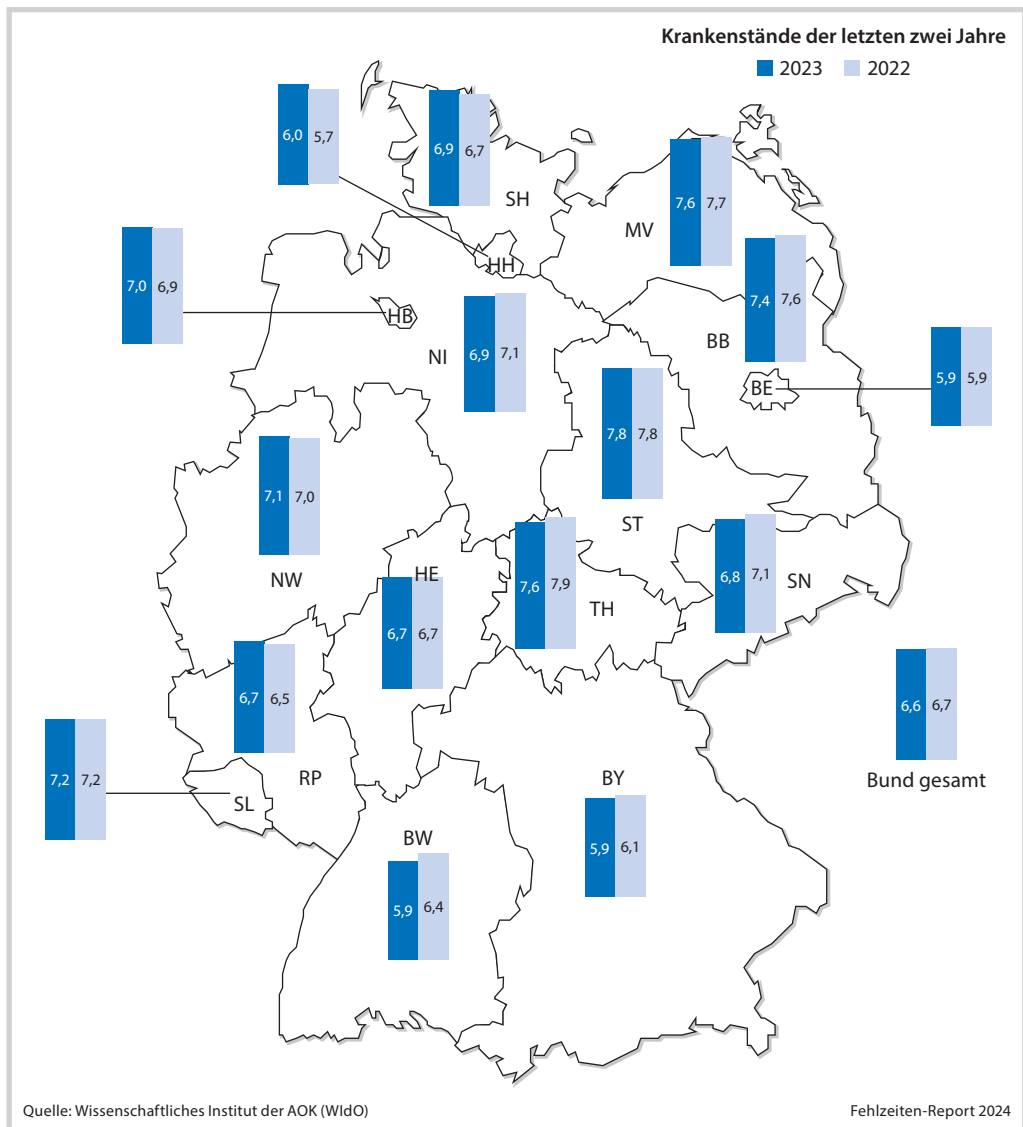 Krankenstände der letzten zwei Jahre
2023 2022
6,0 5,7
6,9 6,7
SH
7,6 7,7
MV
HH
7,0 6,9
HB
7,4 7,6
BB
6,9 7,1
NI
5,9 5,9
BE
7,8 7,8
ST
7,1 7,0
NW
HE
6,7 6,7
7,6 7,9
TH
6,8 7,1
SN
6,7 6,5
RP
6,6 6,7
Bund gesamt
7,2 7,2
SL
BY
5,9 6,1
BW
5,9 6,4
Quelle: Wissenschaftliches Institut der AOK (WIdO)
Fehlzeiten-Report 2024